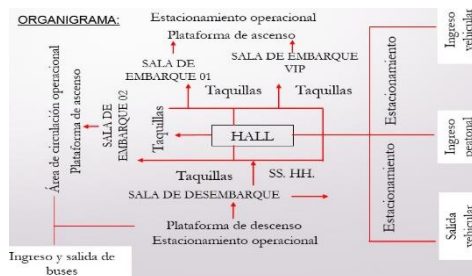 ORGANIGRAMA:
Estacionamiento operacional
Plataforma de ascenso
SALA DE
EMBARQUE 01
SALA DE EMBARQUE
VIP
Taquillas
Taquillas
Área de circulación operacional
Plataforma de ascenso
SALA DE
EMBARQUE 02
Taquillas
HALL
Estacionamiento
Estacionamiento
Ingreso
vehicular
Ingreso
peatonal
Salida
vehicular
Taquillas
SS. HH.
SALA DE DESEMBARQUE
Plataforma de descenso
Estacionamiento operacional
Ingreso y salida de
buses